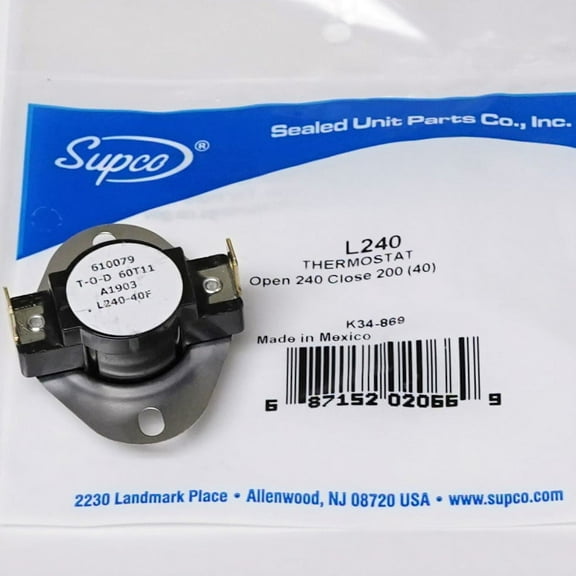 Sealed Unit Parts Co., Inc.
Supco®
L240
THERMOSTAT
Open 240 Close 200 (40)
K34-869
Made in Mexico
6 87152 02066 9
610079
T-O-D 60T11
A1903
L240-40F
2230 Landmark Place • Allenwood, NJ 08720 USA • www.supco.com